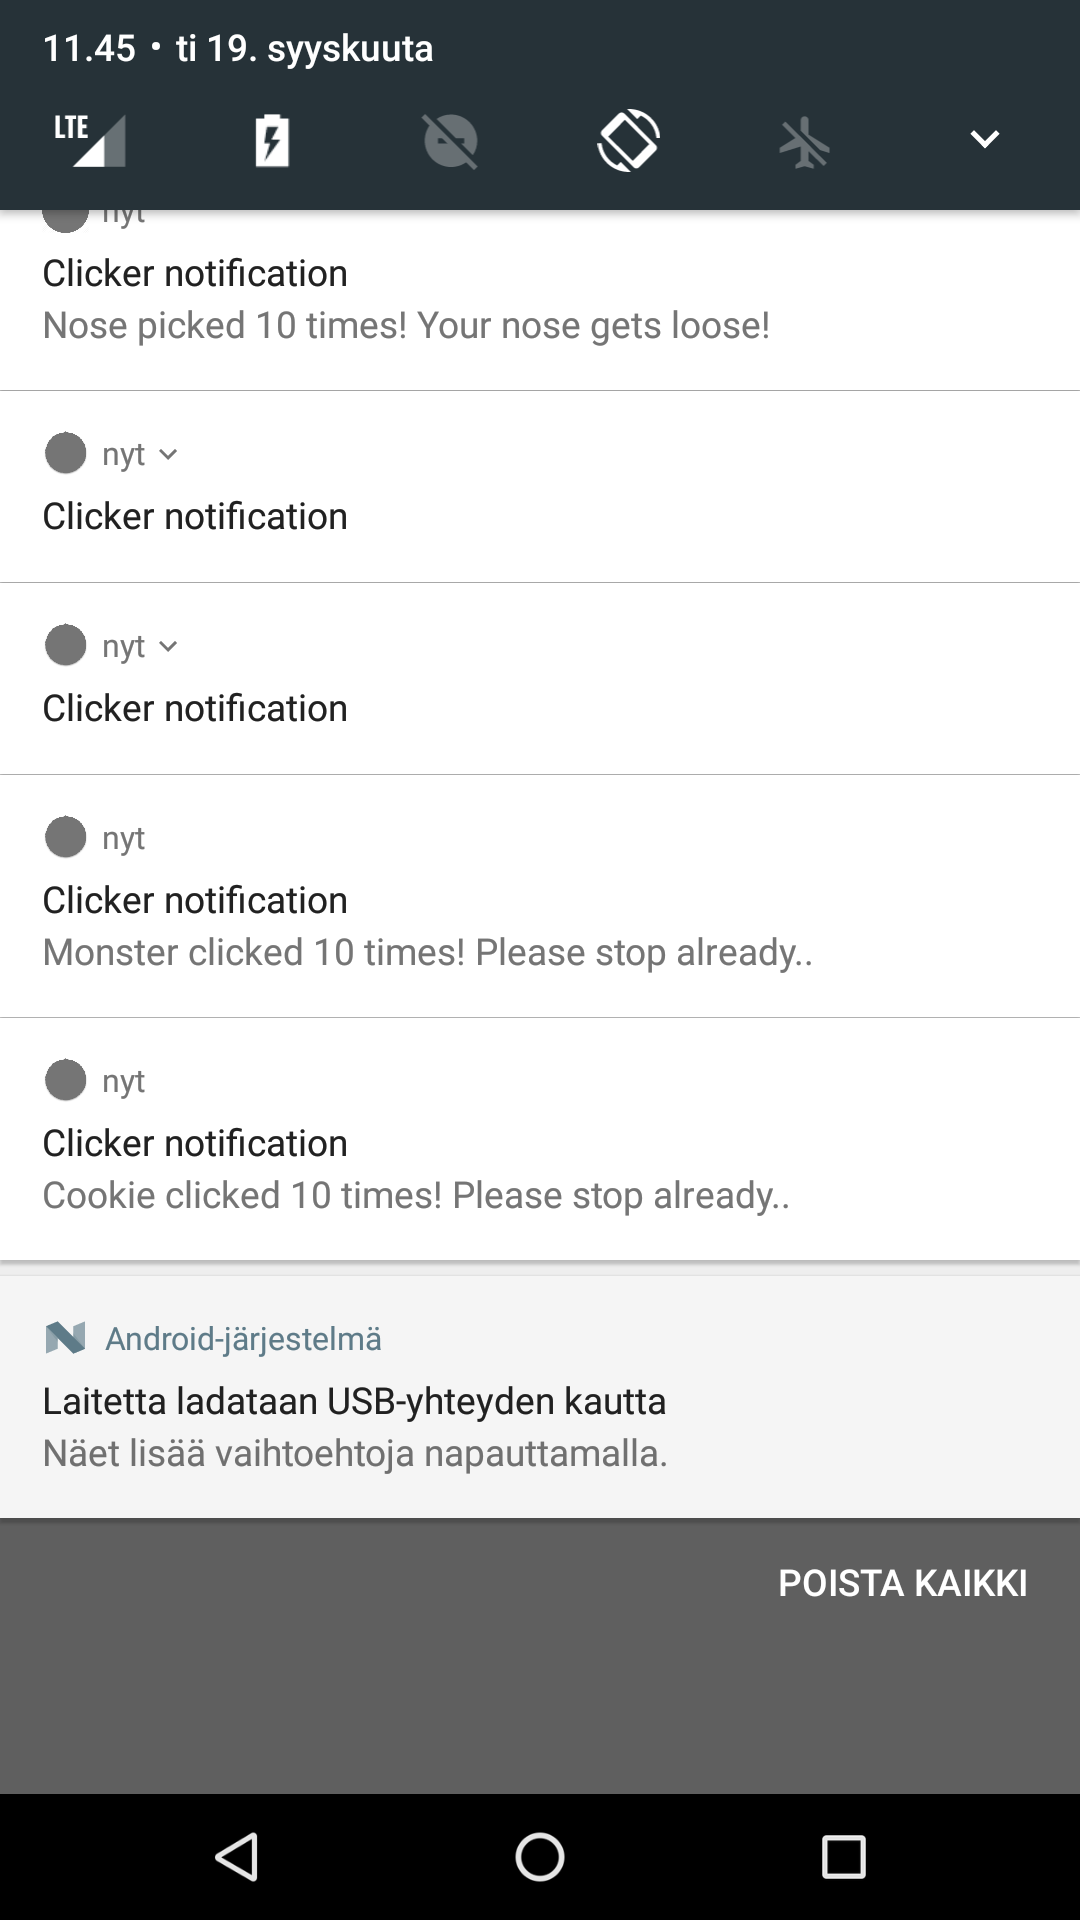 11.45 • ti 19. syyskuuta
LTE
nyt
Clicker notification
Nose picked 10 times! Your nose gets loose!
nyt
Clicker notification
nyt
Clicker notification
nyt
Clicker notification
Monster clicked 10 times! Please stop already..
nyt
Clicker notification
Cookie clicked 10 times! Please stop already..
Android-järjestelmä
Laitetta ladataan USB-yhteyden kautta
Näet lisää vaihtoehtoja napauttamalla.
POISTA KAIKKI